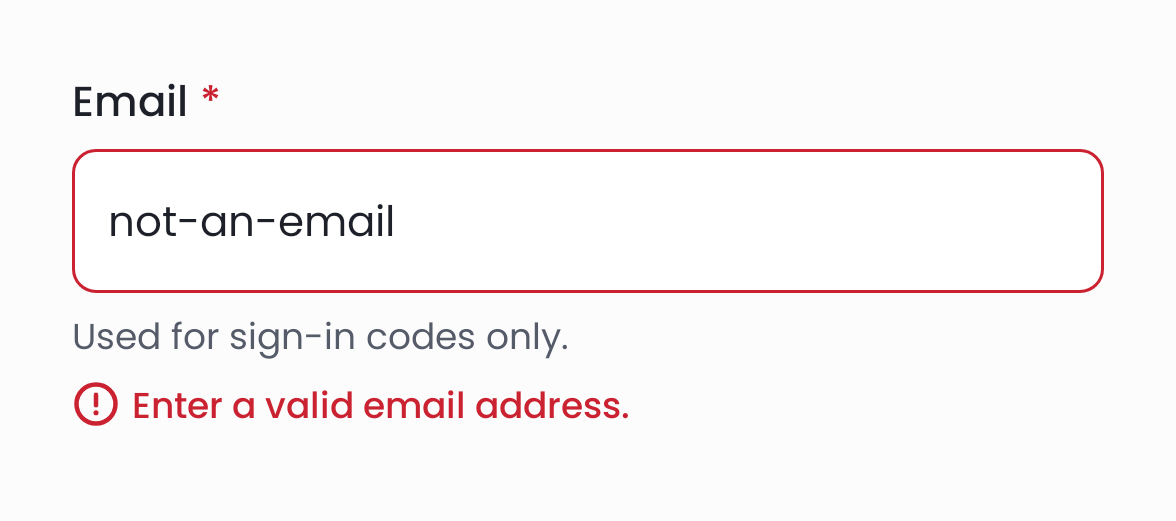 Email *
not-an-email
Used for sign-in codes only.
Enter a valid email address.